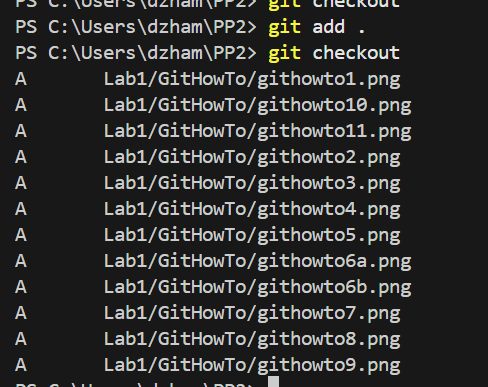 PS C:\Users\dzham\PP2> git checkout
PS C:\Users\dzham\PP2> git add .
PS C:\Users\dzham\PP2> git checkout
A       Lab1/GitHowTo/githowto1.png
A       Lab1/GitHowTo/githowto10.png
A       Lab1/GitHowTo/githowto11.png
A       Lab1/GitHowTo/githowto2.png
A       Lab1/GitHowTo/githowto3.png
A       Lab1/GitHowTo/githowto4.png
A       Lab1/GitHowTo/githowto5.png
A       Lab1/GitHowTo/githowto6a.png
A       Lab1/GitHowTo/githowto6b.png
A       Lab1/GitHowTo/githowto7.png
A       Lab1/GitHowTo/githowto8.png
A       Lab1/GitHowTo/githowto9.png
PS C:\Users\dzham\PP2>